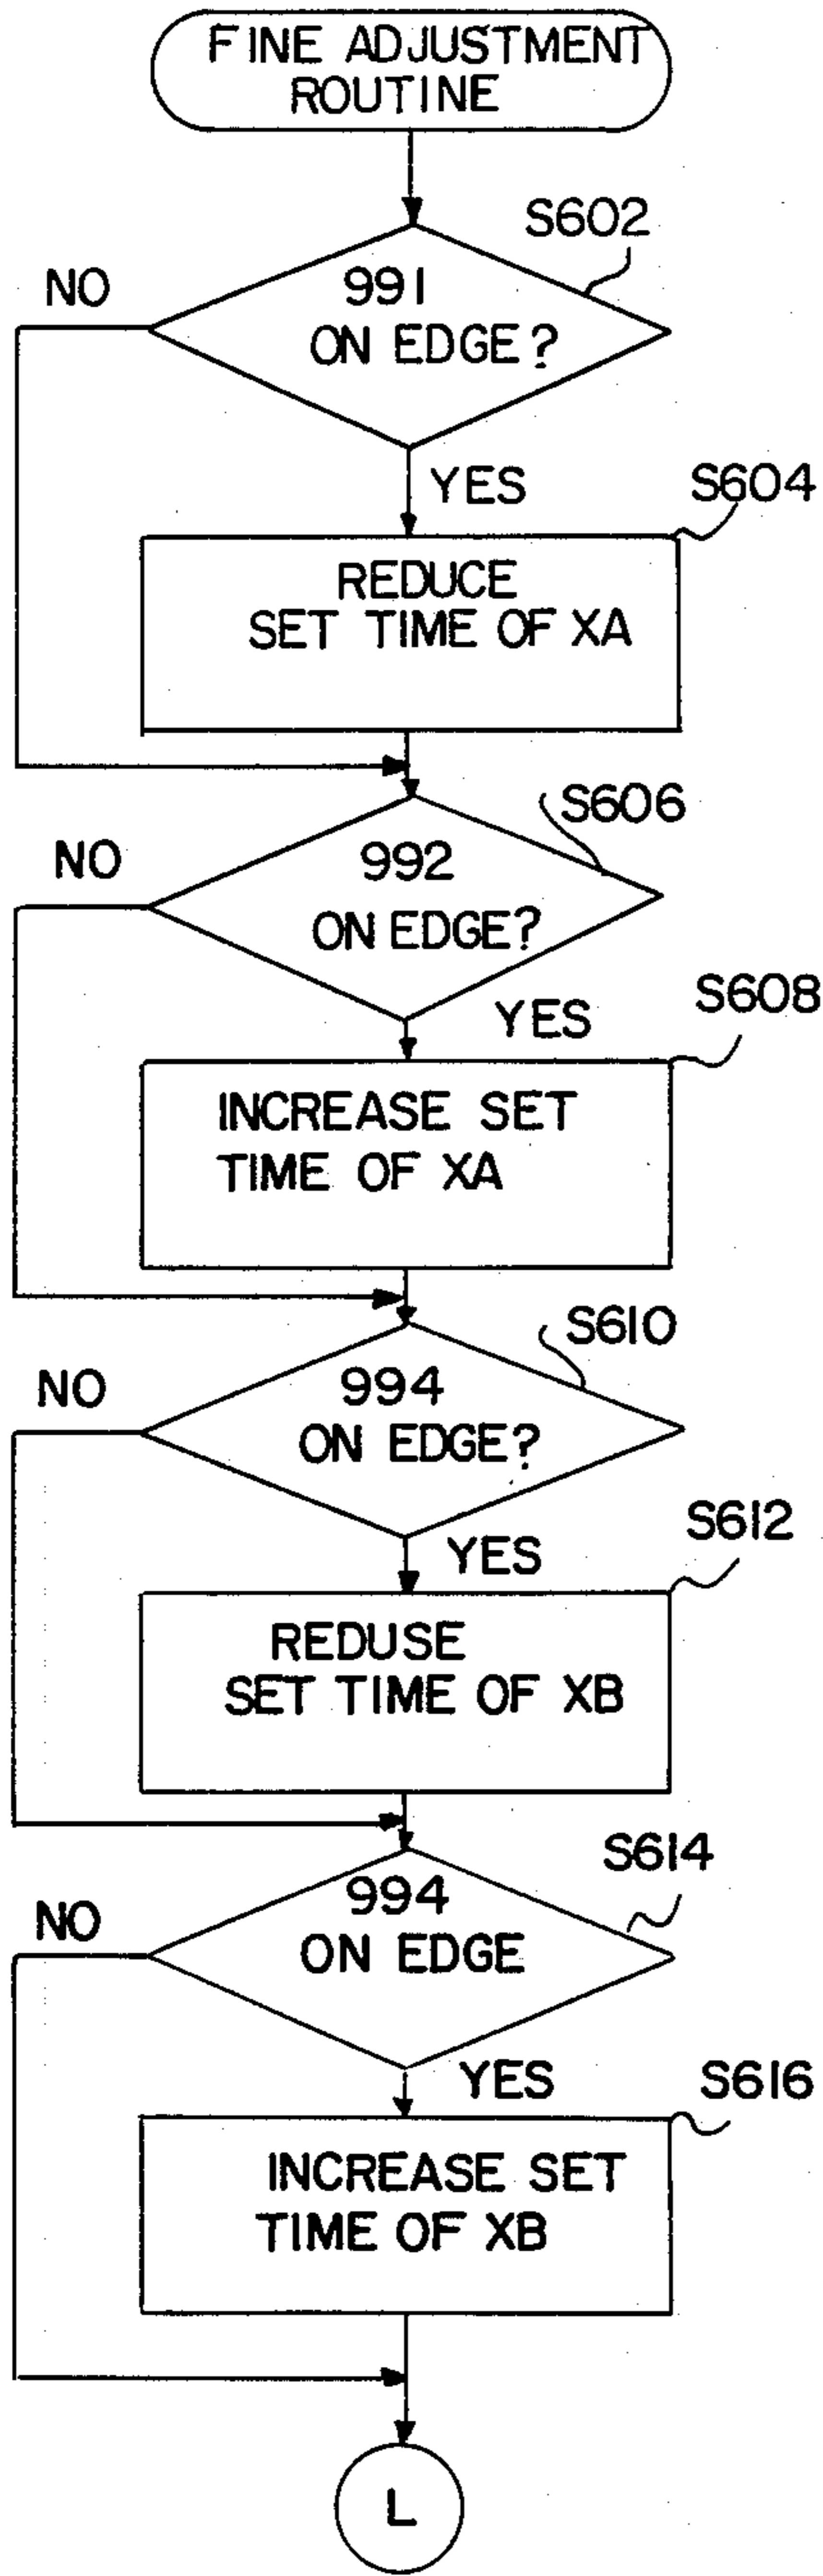 FINE ADJUSTMENT
ROUTINE
S602
NO
991
ON EDGE?
YES
S604
REDUCE
SET TIME OF XA
S606
NO
992
ON EDGE?
YES
S608
INCREASE SET
TIME OF XA
S610
NO
994
ON EDGE?
YES
S612
REDUSE
SET TIME OF XB
S614
NO
994
ON EDGE
YES
S616
INCREASE SET
TIME OF XB
L